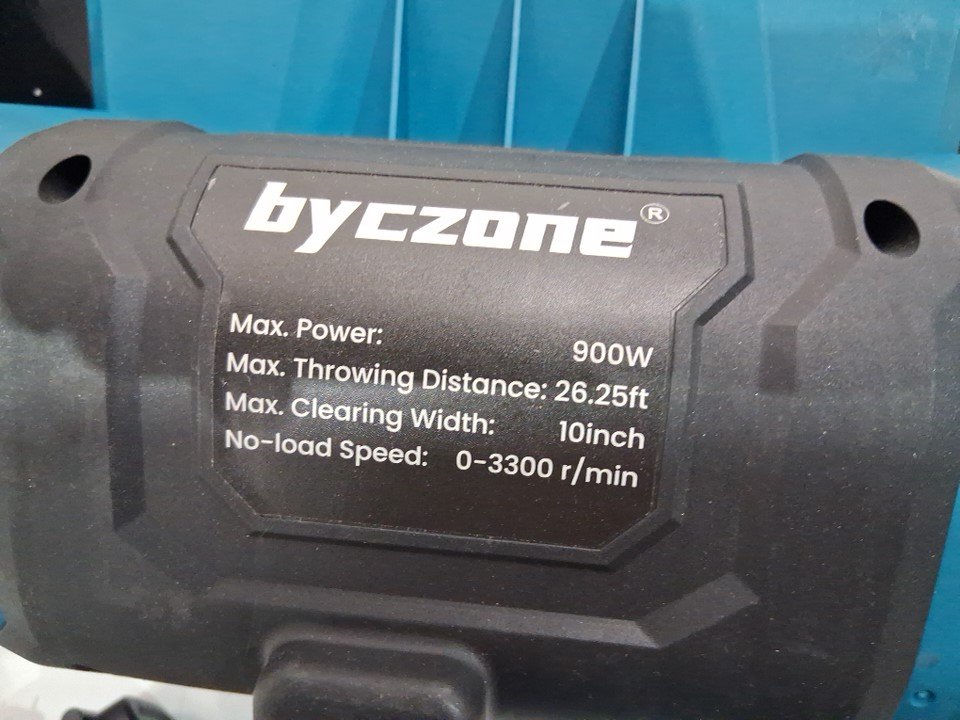 byczone®
Max. Power: 900W
Max. Throwing Distance: 26.25ft
Max. Clearing Width: 10inch
No-load Speed: 0-3300 r/min